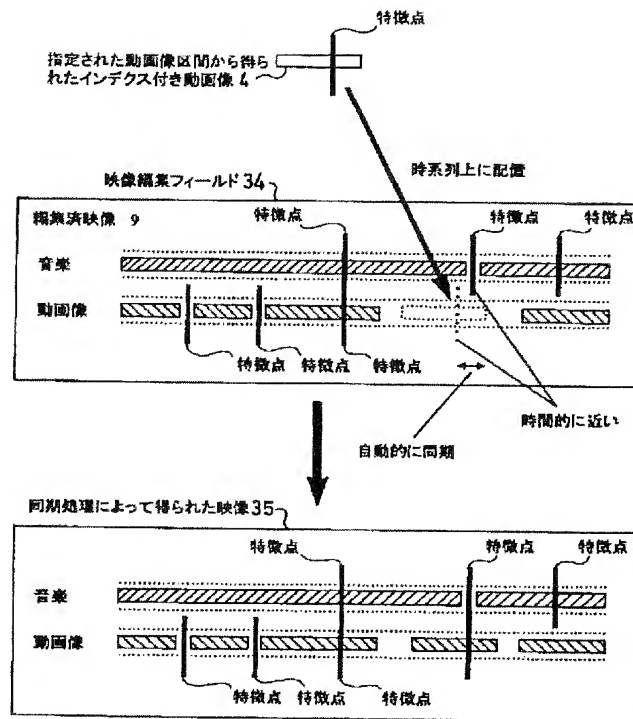 特徴点
指定された動画像区間から得ら
れたインデクス付き動画像 4
時系列上に配置
映像編集フィールド 34
編集済映像 9
特徴点
特徴点
特徴点
音楽
動画像
特徴点
特徴点
特徴点
時間的に近い
自動的に同期
同期処理によって得られた映像 35
特徴点
特徴点
特徴点
音楽
動画像
特徴点
特徴点
特徴点